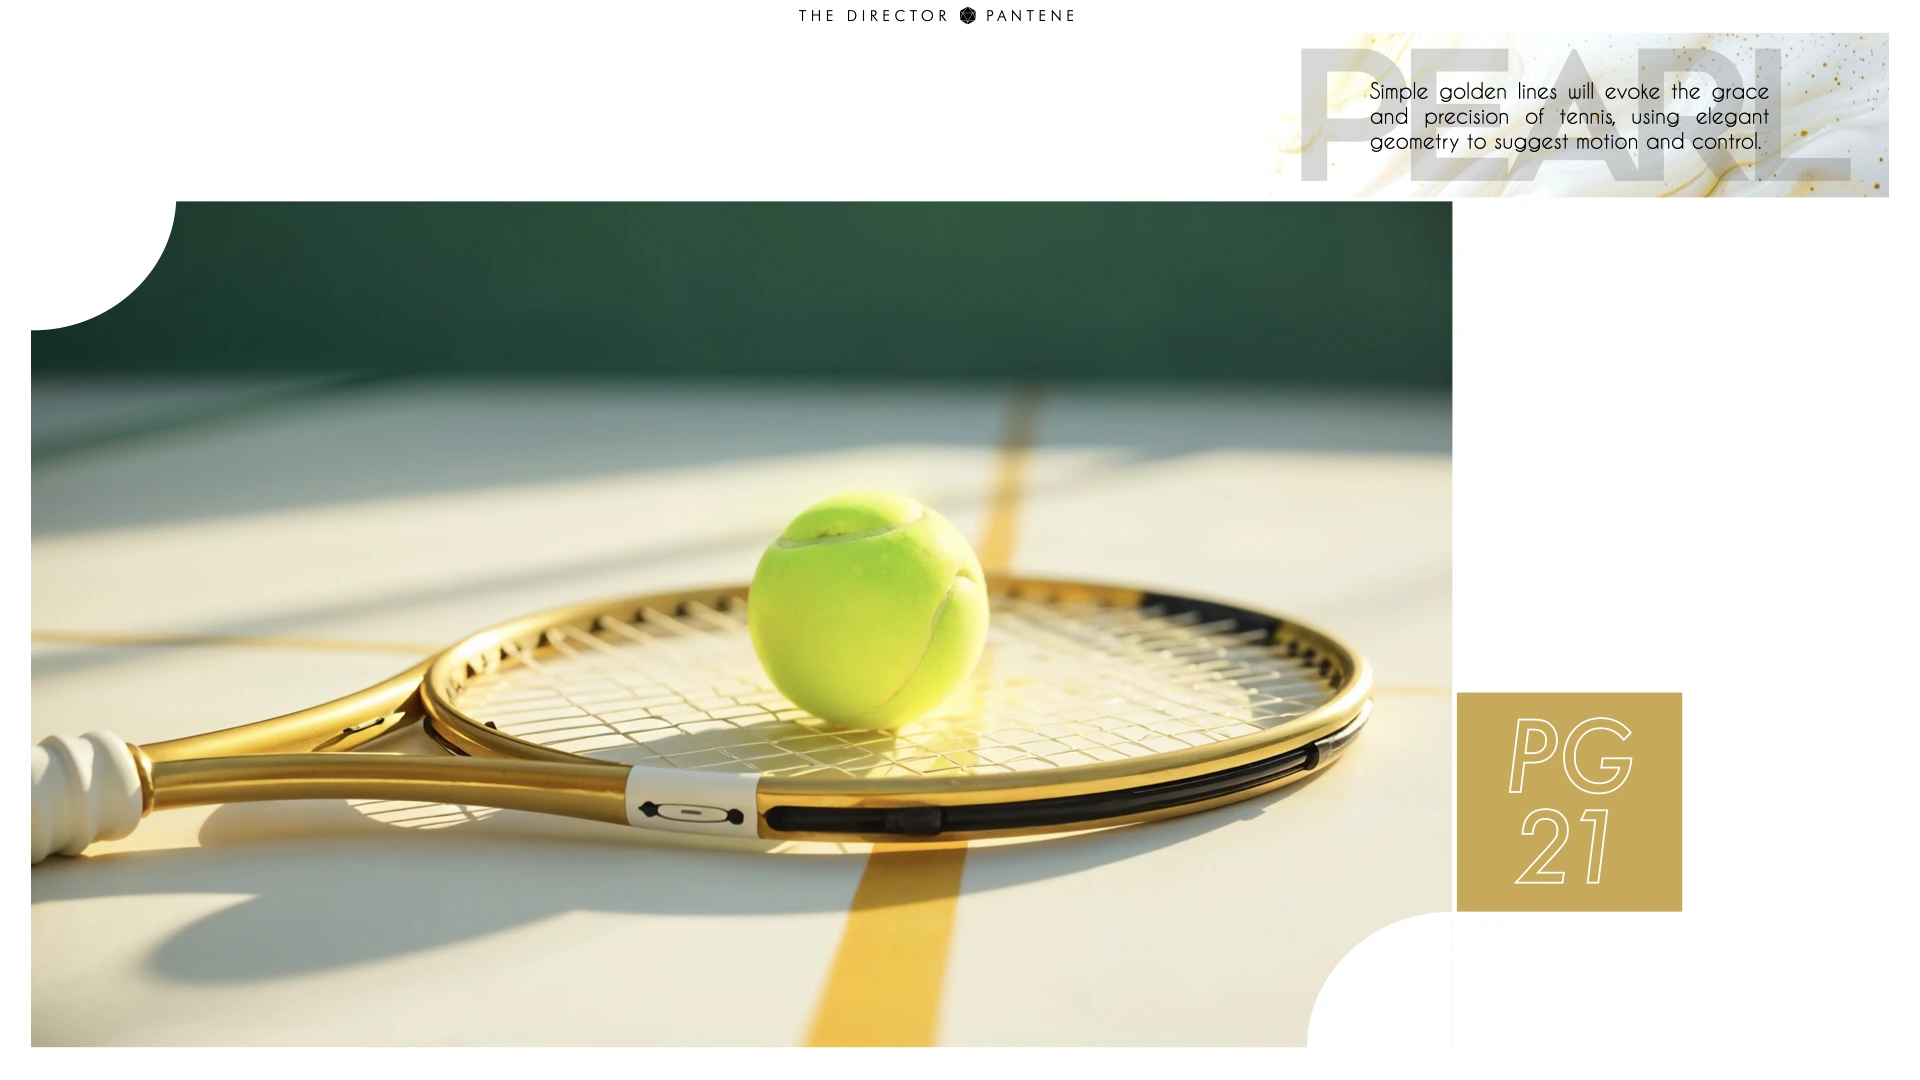 THE DIRECTOR PANTENE
PEARL
Simple golden lines will evoke the grace
and precision of tennis, using elegant
geometry to suggest motion and control.
PG
21